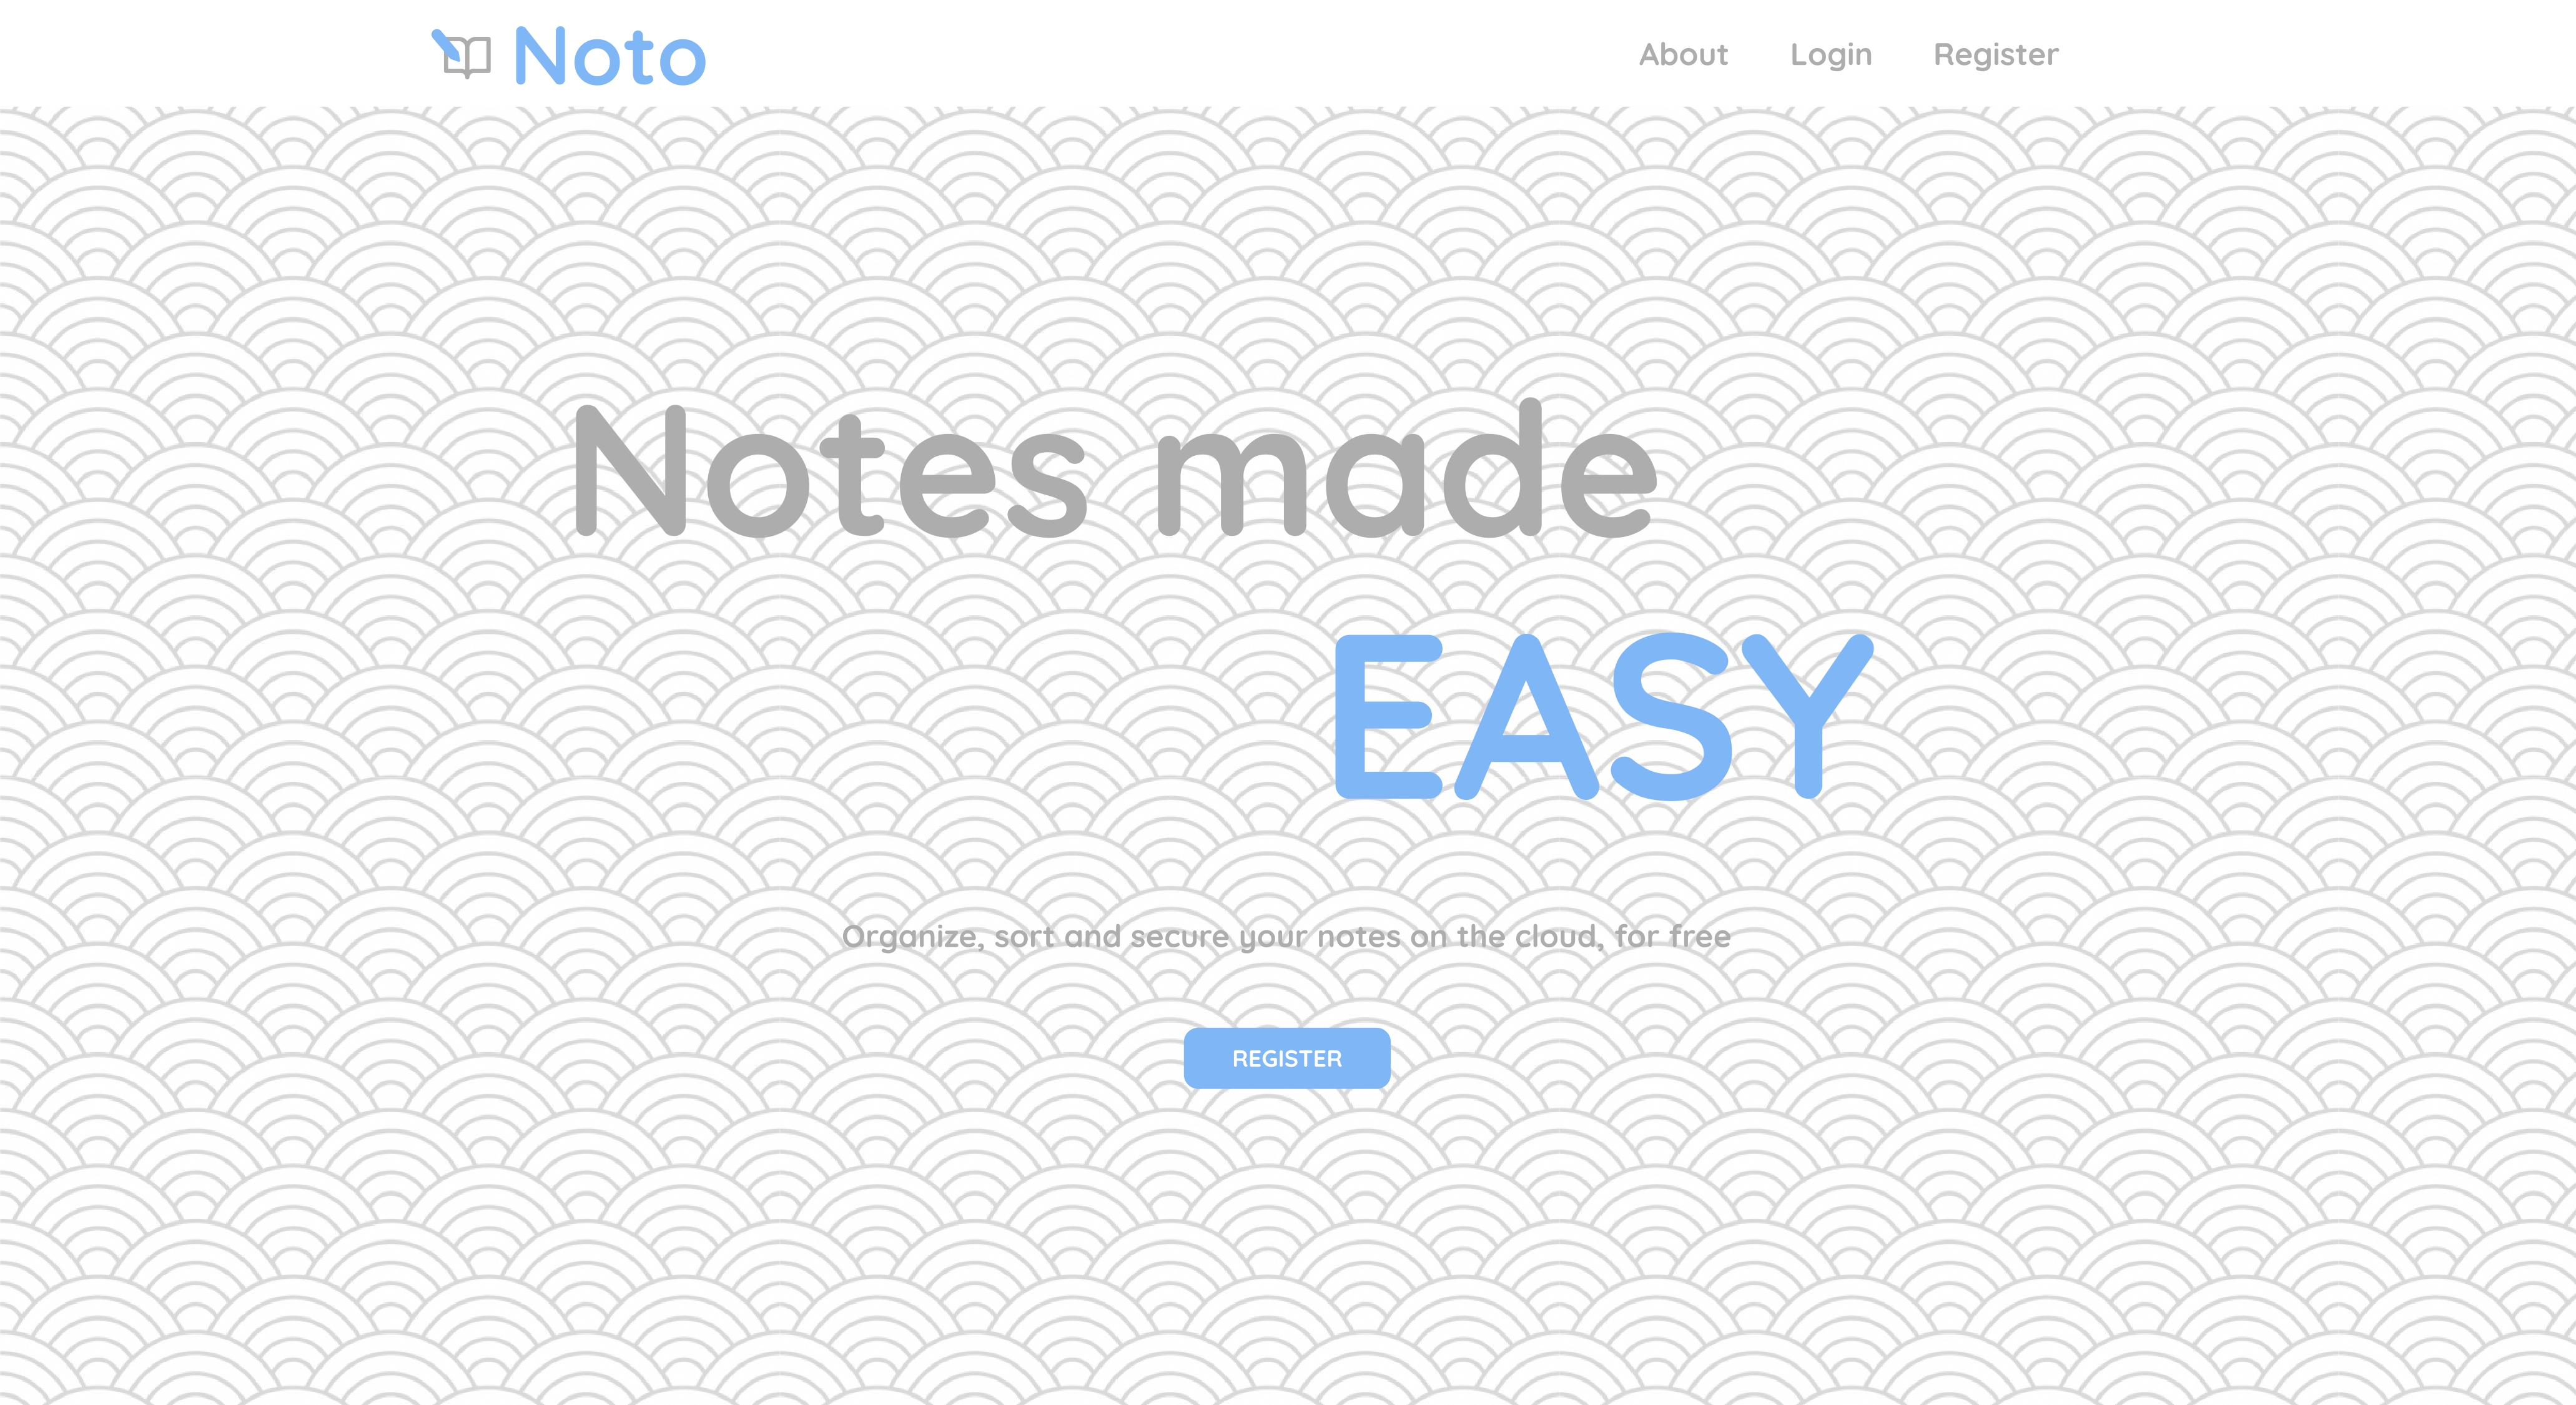 Noto
About Login Register
Notes made
EASY
Organize, sort and secure your notes on the cloud, for free
REGISTER